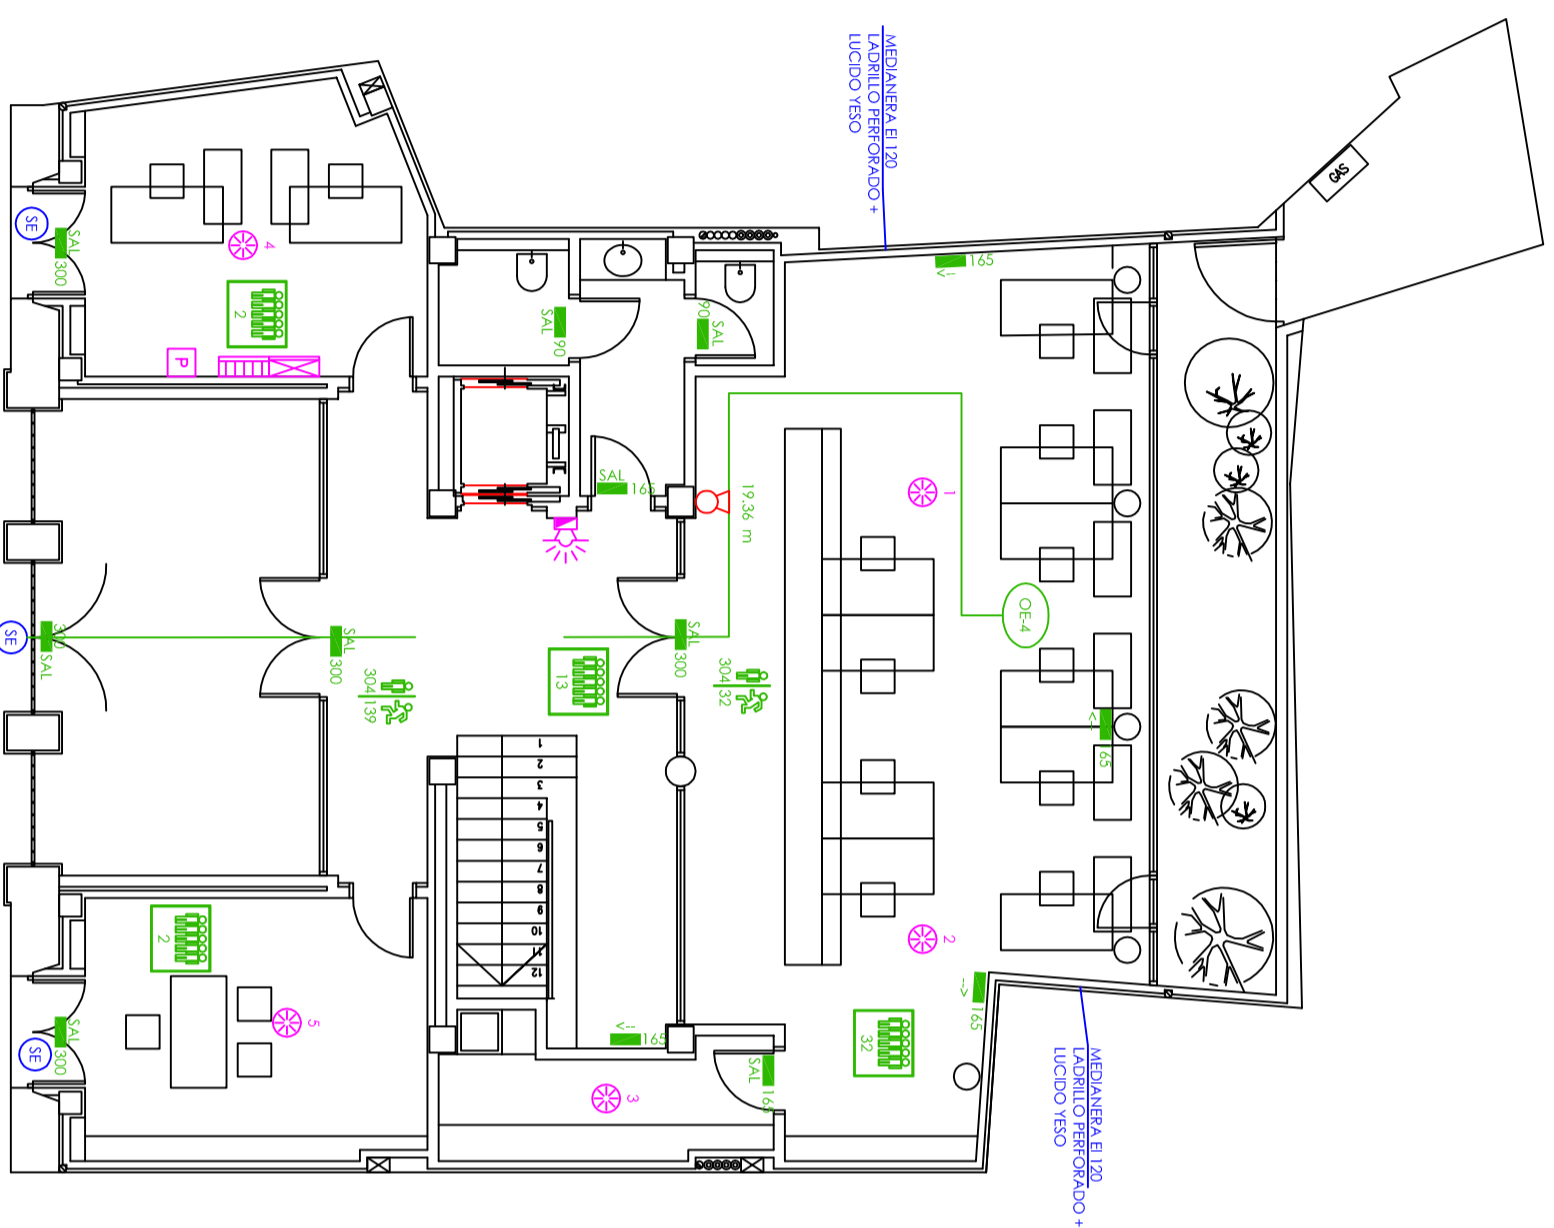 MEDIANERA EI 120
LADRILLO PERFORADO +
LUCIDO YESO
GAS
SE
SAL
300
4
2
P
SAL
90
SAL
90
165
<--
1
19.36 m
SAL
165
OE-4
SE
300
SAL
SAL
300
304
139
13
SAL
300
304
32
<--
165
1
2
3
4
5
6
7
8
9
10
11
12
2
2
SAL
300
SE
5
<--
165
3
SAL
165
32
-->
165
MEDIANERA EI 120
LADRILLO PERFORADO +
LUCIDO YESO